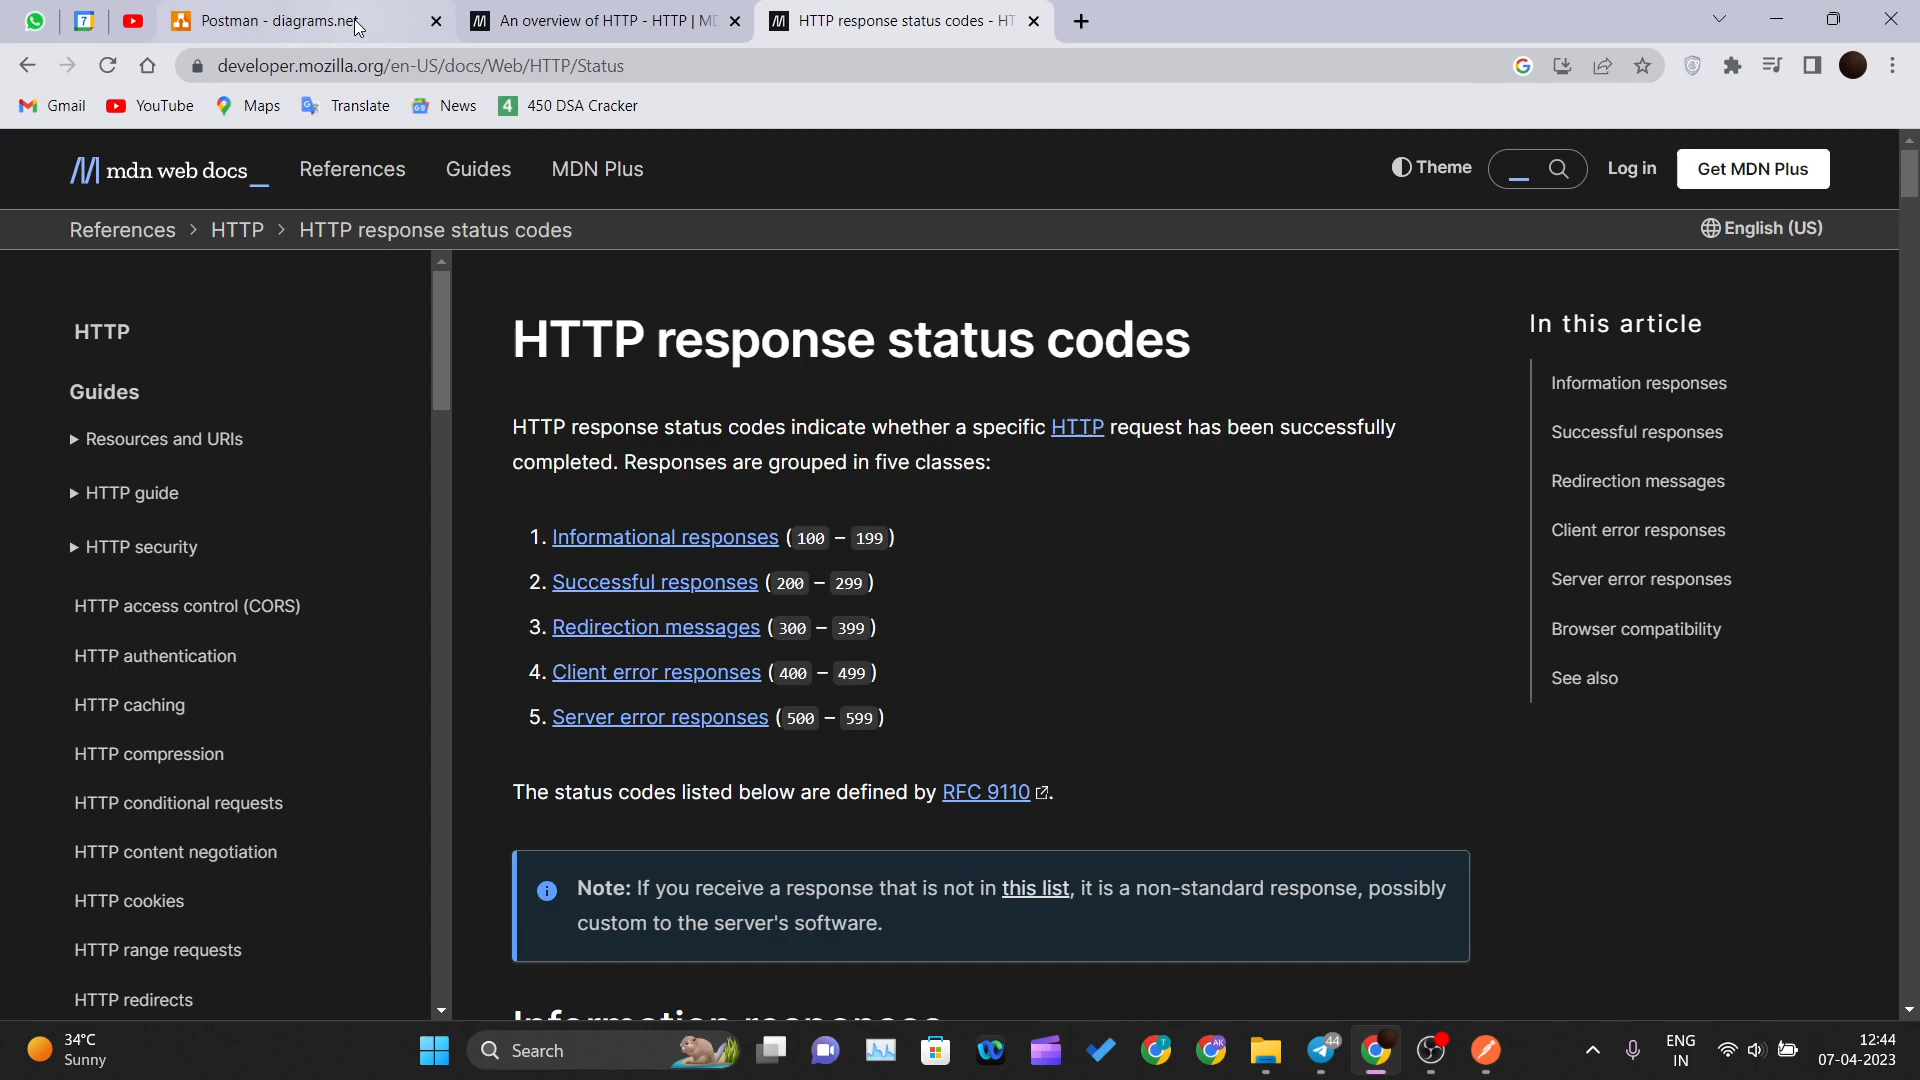 Postman - diagrams.net
An overview of HTTP - HTTP | MD
HTTP response status codes - HT
developer.mozilla.org/en-US/docs/Web/HTTP/Status
Gmail
YouTube
Maps
Translate
News
4
450 DSA Cracker
mdn web docs_
References
Guides
MDN Plus
Theme
Log in
Get MDN Plus
References > HTTP > HTTP response status codes
English (US)
HTTP
Guides
Resources and URIs
HTTP guide
HTTP security
HTTP access control (CORS)
HTTP authentication
HTTP caching
HTTP compression
HTTP conditional requests
HTTP content negotiation
HTTP cookies
HTTP range requests
HTTP redirects
HTTP response status codes
HTTP response status codes indicate whether a specific HTTP request has been successfully
completed. Responses are grouped in five classes:
1. Informational responses (100 – 199)
2. Successful responses (200 – 299)
3. Redirection messages (300 – 399)
4. Client error responses (400 – 499)
5. Server error responses (500 – 599)
The status codes listed below are defined by RFC 9110.
Note: If you receive a response that is not in this list, it is a non-standard response, possibly
custom to the server's software.
Information responses
In this article
Information responses
Successful responses
Redirection messages
Client error responses
Server error responses
Browser compatibility
See also
34°C
Sunny
Search
44
ENG
IN
12:44
07-04-2023